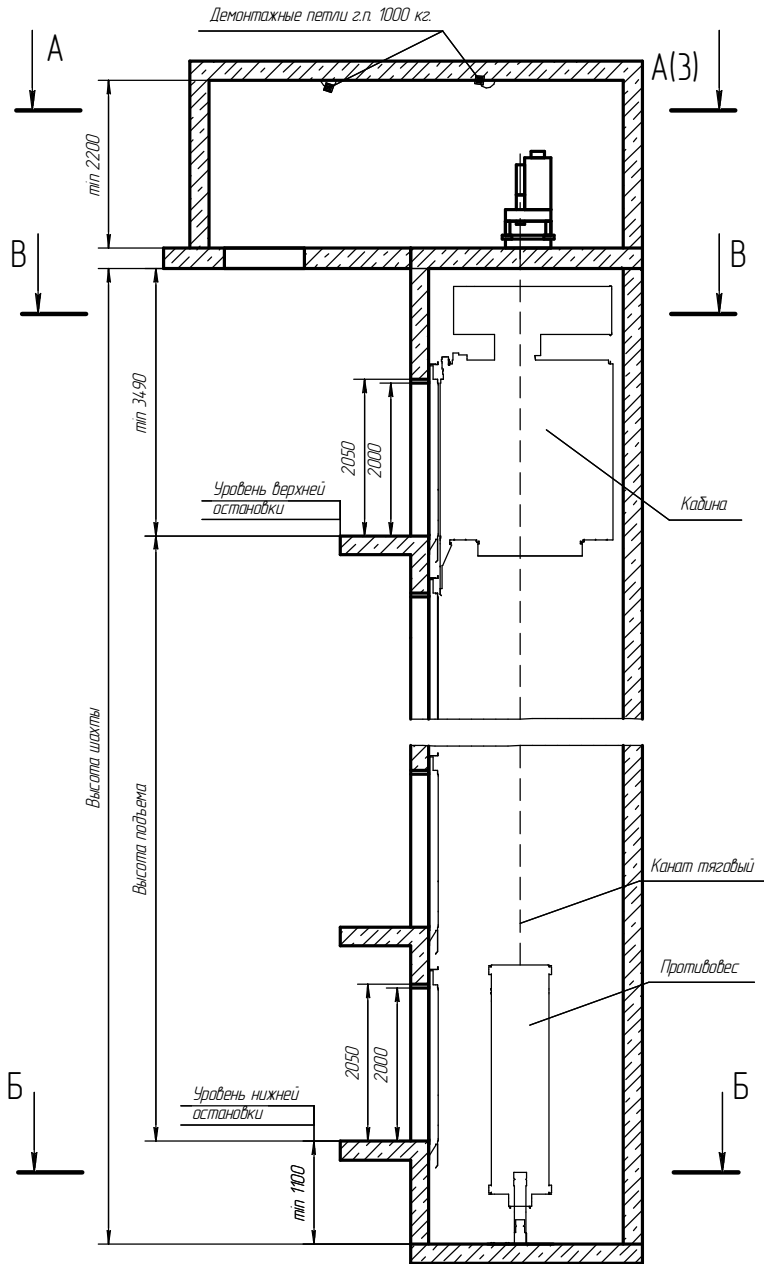 Демонтажные петли г.п. 1000 кг.
А
А(3)
min 2200
В
В
min 3490
2050
2000
Уровень верхней
остановки
Кабина
Высота шахты
Высота подъема
Канат тяговый
Противовес
2050
2000
Б
Б
Уровень нижней
остановки
min 1100